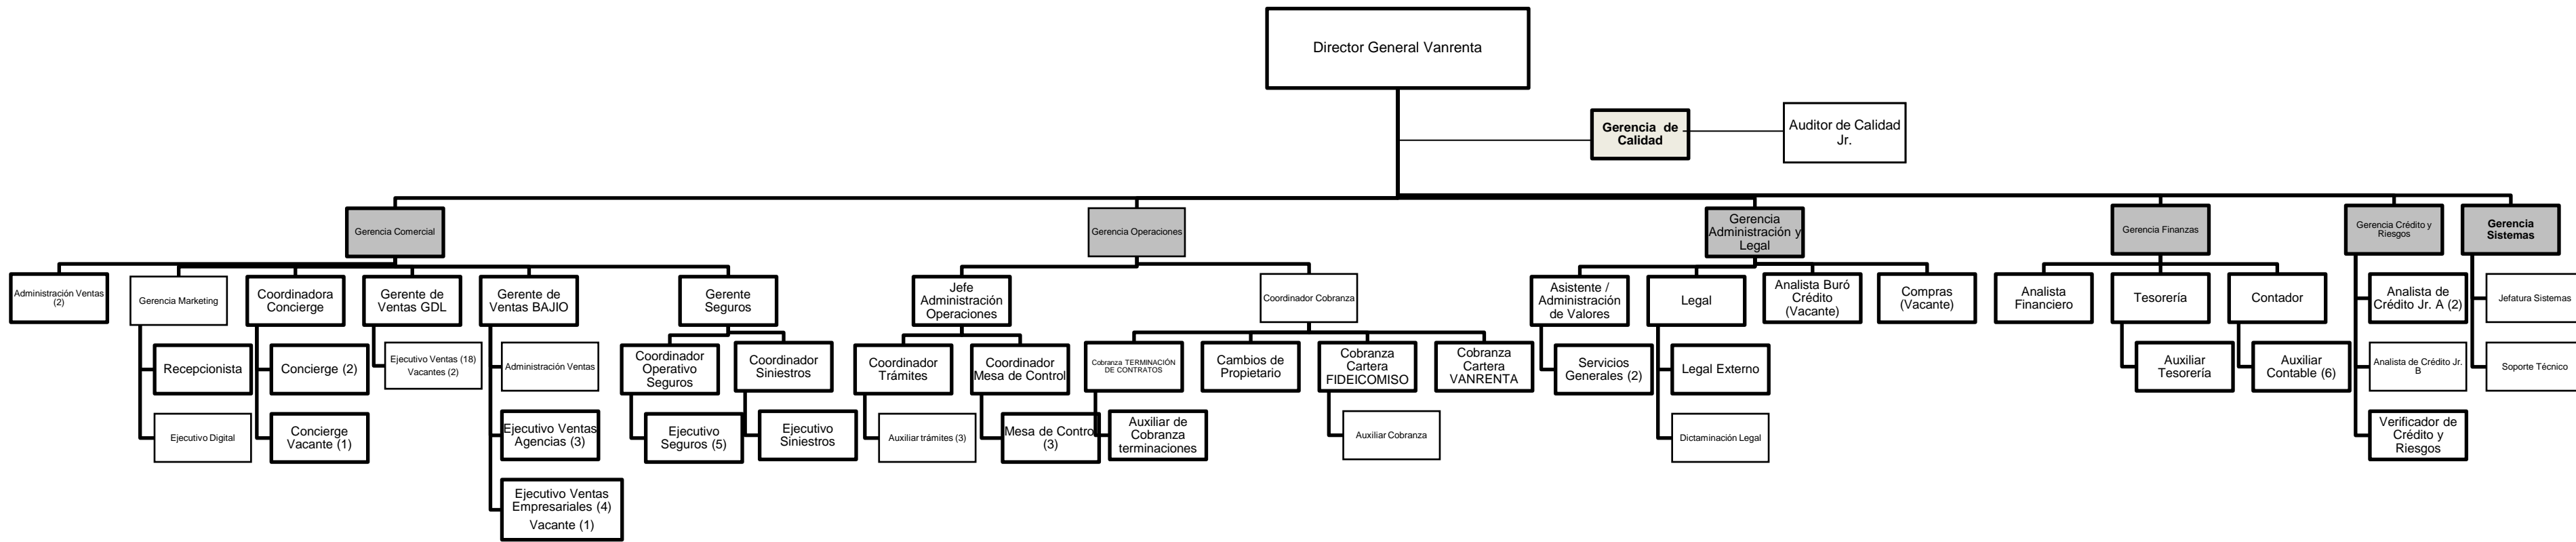 Director General Vanrenta
Gerencia de
Calidad
Auditor de Calidad
Jr.
Gerencia Comercial
Gerencia Operaciones
Gerencia
Administración y
Legal
Gerencia Finanzas
Gerencia Crédito y
Riesgos
Gerencia
Sistemas
Administración Ventas
(2)
Gerencia Marketing
Coordinadora
Concierge
Gerente de
Ventas GDL
Gerente de
Ventas BAJIO
Gerente
Seguros
Jefe
Administración
Operaciones
Coordinador Cobranza
Asistente /
Administración
de Valores
Legal
Analista Buró
Crédito
(Vacante)
Compras
(Vacante)
Analista
Financiero
Tesorería
Contador
Analista de
Crédito Jr. A (2)
Jefatura Sistemas
Recepcionista
Concierge (2)
Ejecutivo Ventas (18)
Vacantes (2)
Administración Ventas
Coordinador
Operativo
Seguros
Coordinador
Siniestros
Coordinador
Trámites
Coordinador
Mesa de Control
Cobranza TERMINACIÓN
DE CONTRATOS
Cambios de
Propietario
Cobranza
Cartera
FIDEICOMISO
Cobranza
Cartera
VANRENTA
Servicios
Generales (2)
Legal Externo
Auxiliar
Tesorería
Auxiliar
Contable (6)
Analista de Crédito Jr.
B
Soporte Técnico
Ejecutivo Digital
Concierge
Vacante (1)
Ejecutivo Ventas
Agencias (3)
Ejecutivo
Seguros (5)
Ejecutivo
Siniestros
Auxiliar trámites (3)
Mesa de Control
(3)
Auxiliar de
Cobranza
terminaciones
Auxiliar Cobranza
Dictaminación Legal
Verificador de
Crédito y
Riesgos
Ejecutivo Ventas
Empresariales (4)
Vacante (1)